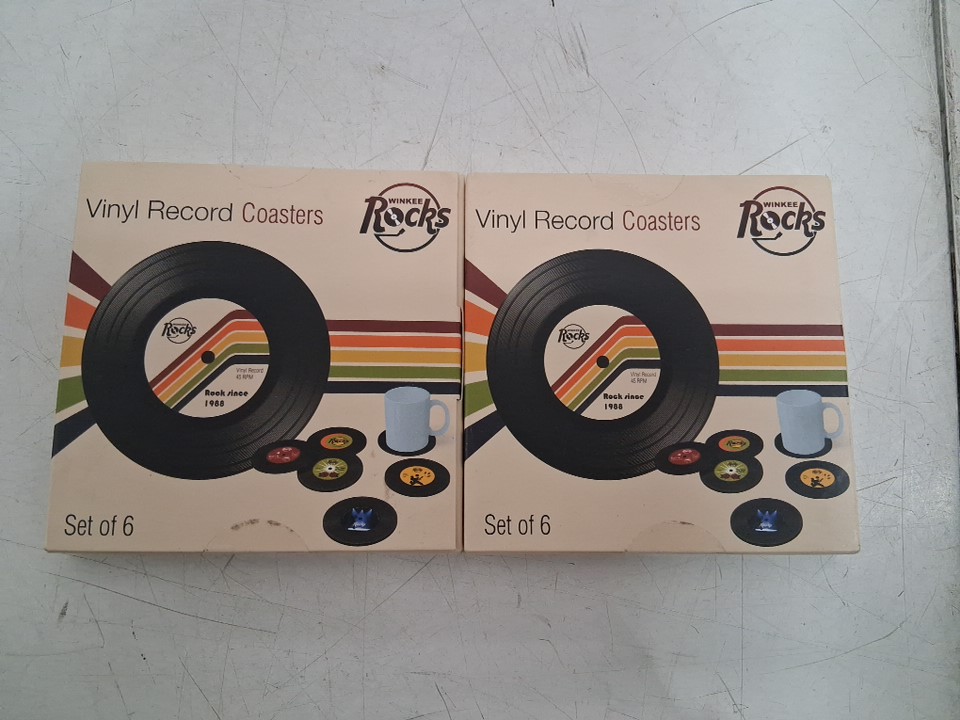 Vinyl Record Coasters
WINKEE
Rocks
Rocks
Vinyl Record
45 RPM
Rock since
1988
Set of 6
Vinyl Record Coasters
WINKEE
Rocks
Rocks
Vinyl Record
45 RPM
Rock since
1988
Set of 6